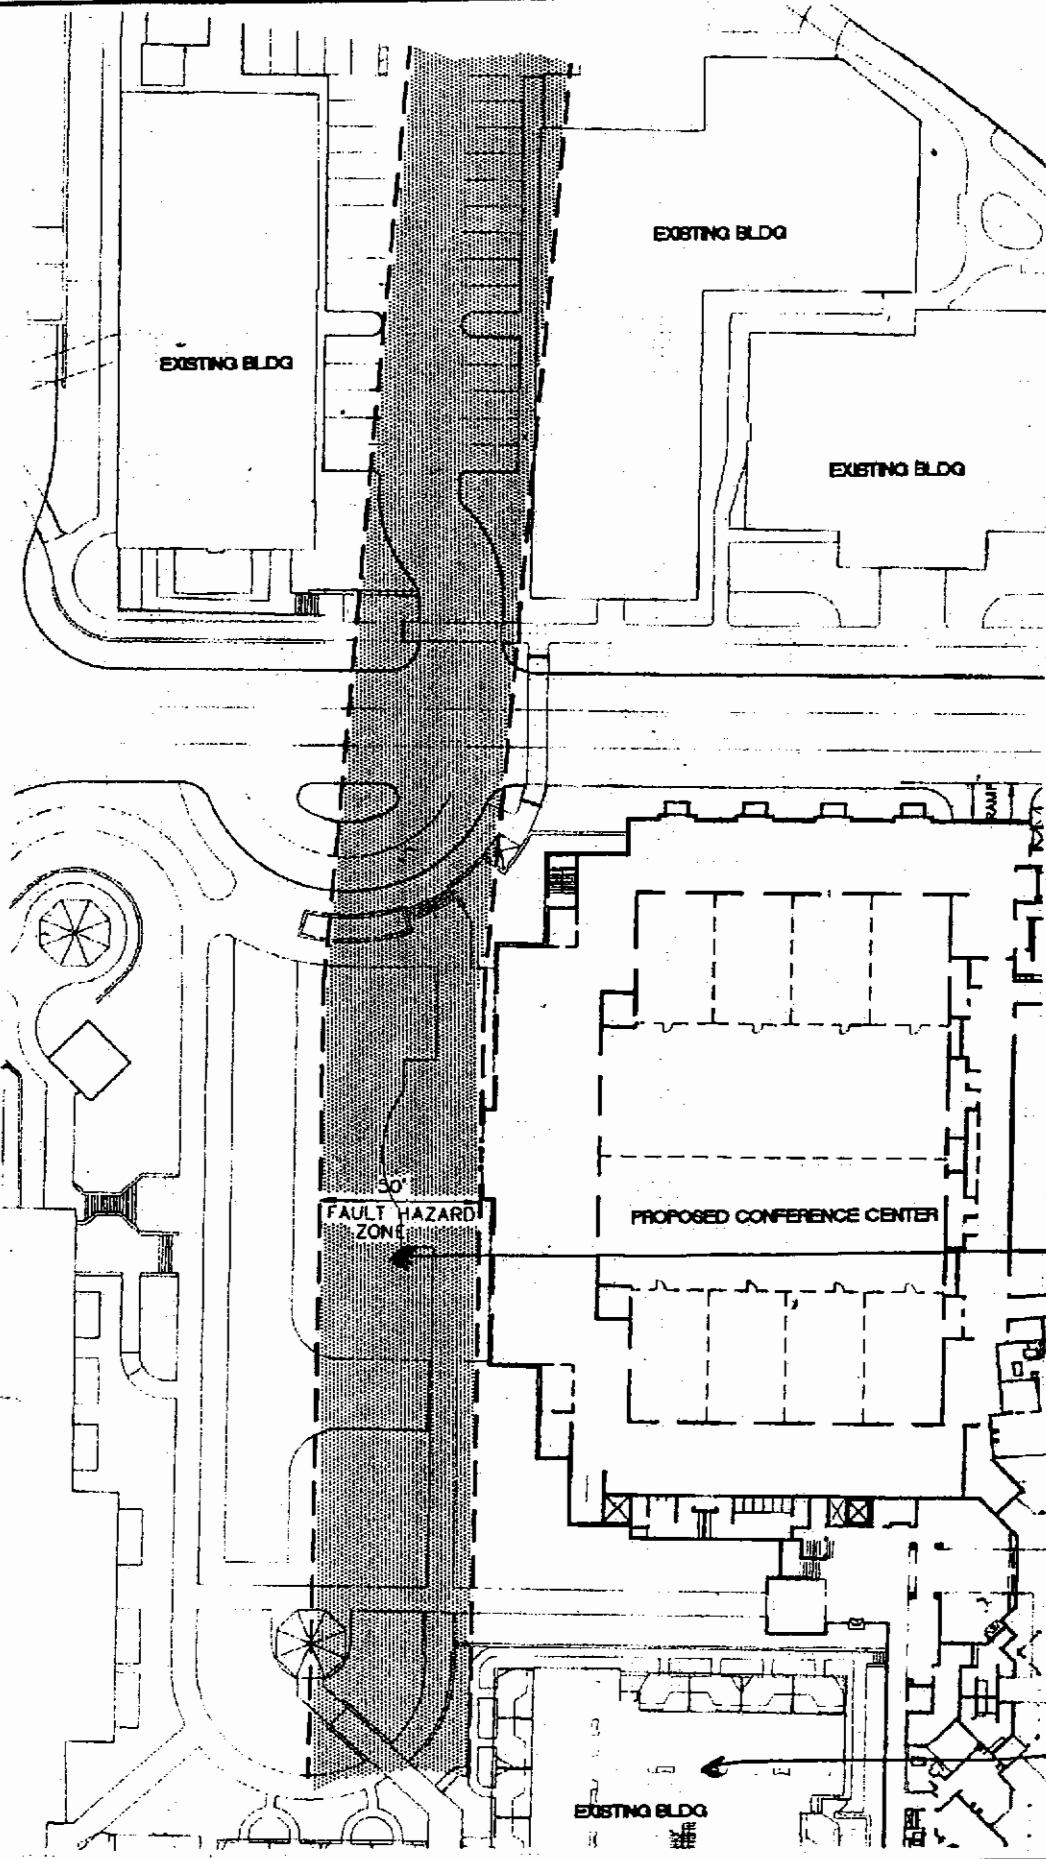 EXISTING BLDG
EXISTING BLDG
EXISTING BLDG
RAMP
50'
FAULT HAZARD
ZONE
PROPOSED CONFERENCE CENTER
EXISTING BLDG